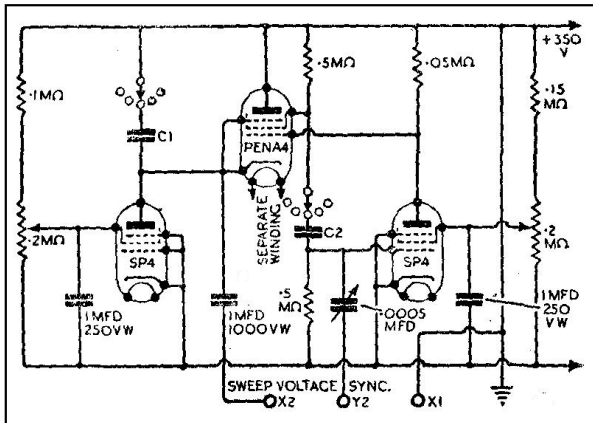 +350
V
.1MΩ
C1
PENA4
.5MΩ
.05MΩ
.15
MΩ
SEPARATE
WINDING
C2
.2MΩ
SP4
SP4
.2
MΩ
1MFD
250VW
.1MFD
1000VW
.5
MΩ
.0005
MFD
1MFD
250
VW
SWEEP VOLTAGE
SYNC.
X2
Y2
X1